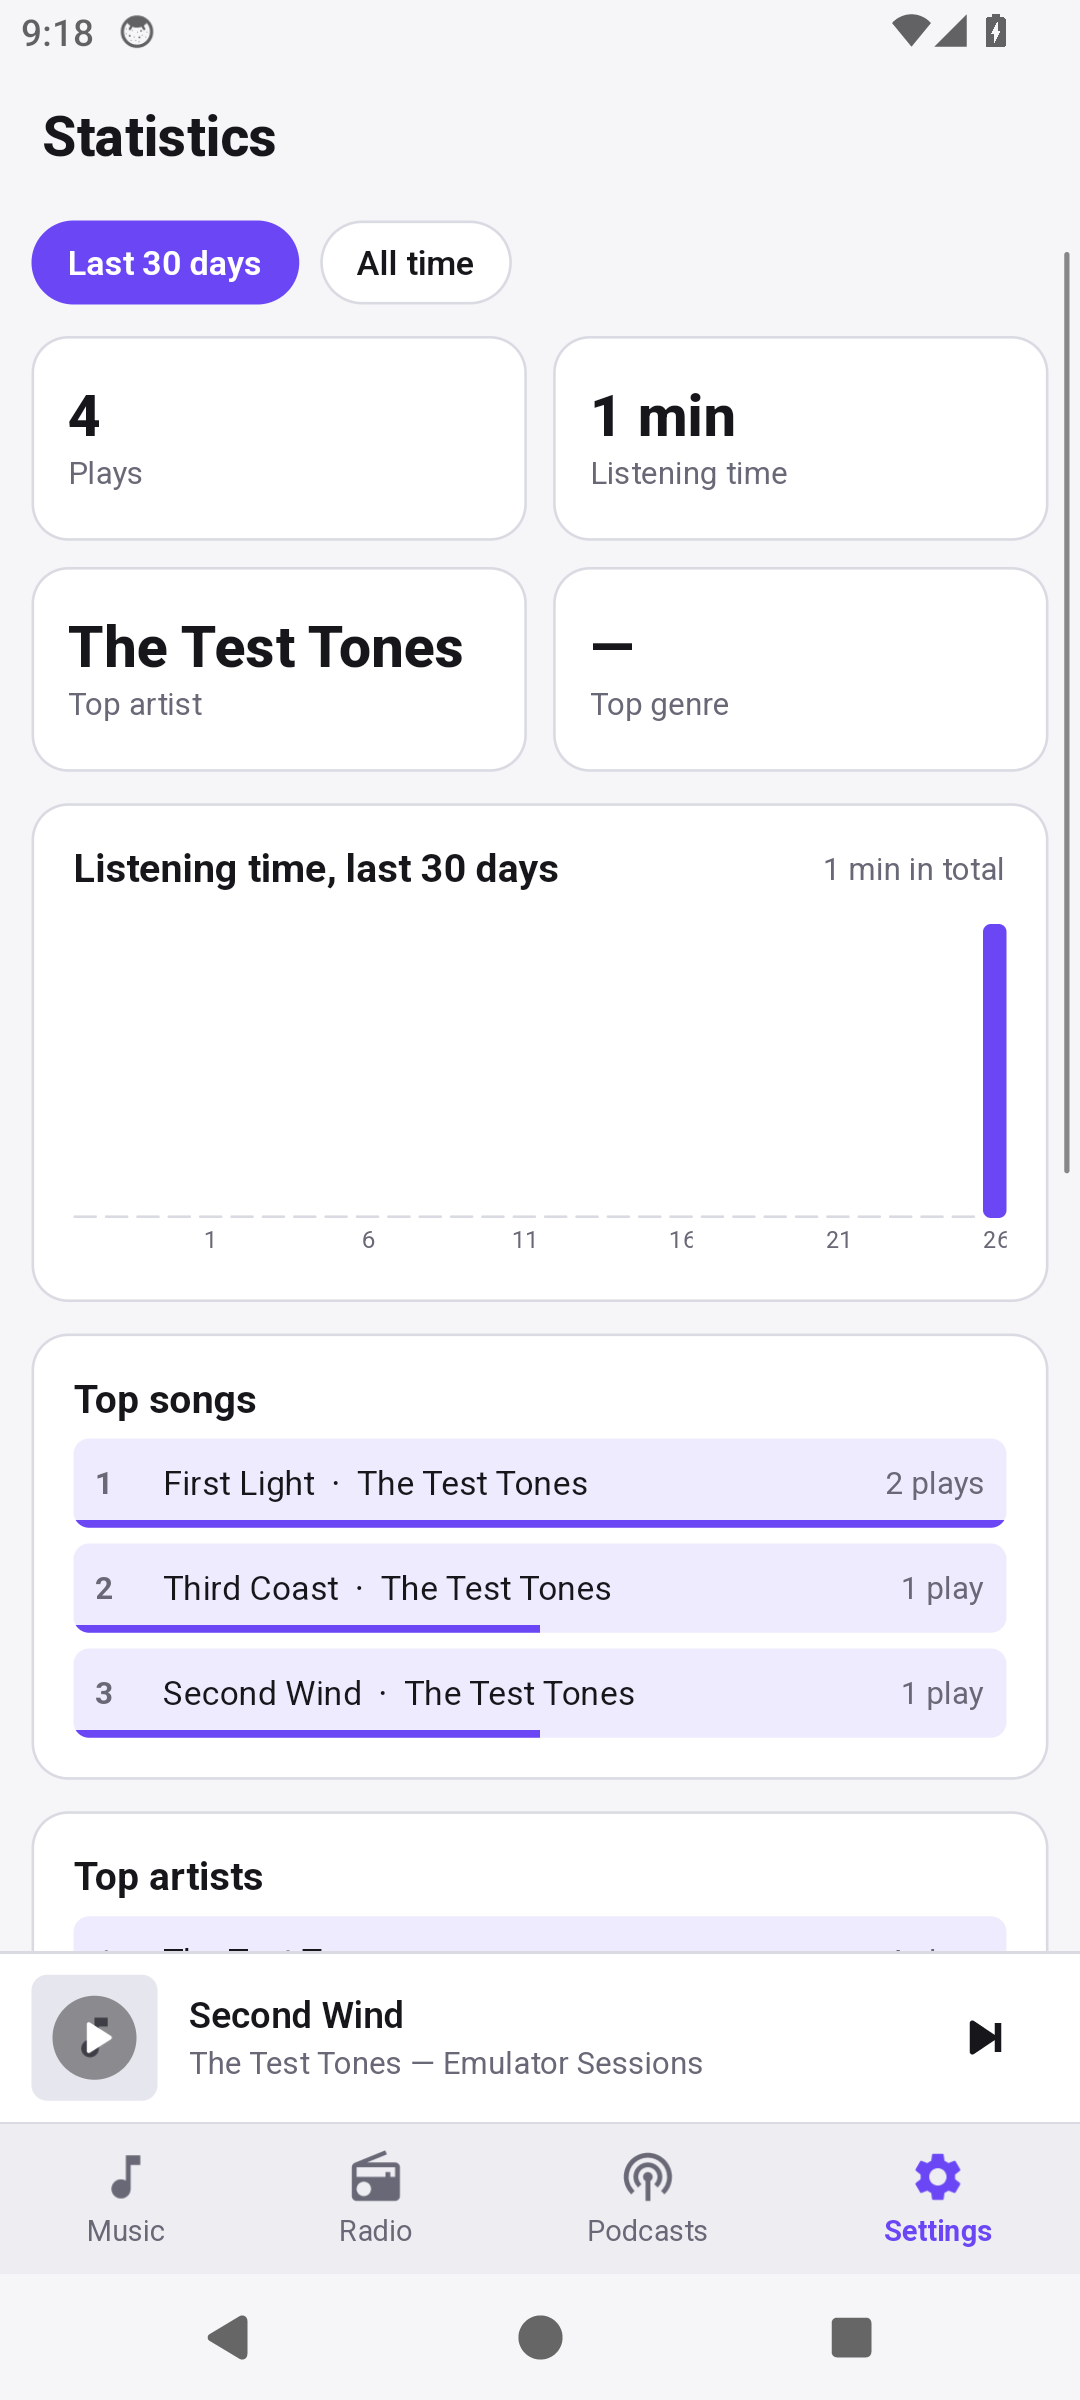 9:18
Statistics
Last 30 days
All time
4
Plays
1 min
Listening time
The Test Tones
Top artist
—
Top genre
Listening time, last 30 days
1 min in total
1 6 11 16 21 26
Top songs
1 First Light · The Test Tones 2 plays
2 Third Coast · The Test Tones 1 play
3 Second Wind · The Test Tones 1 play
Top artists
Second Wind
The Test Tones — Emulator Sessions
Music
Radio
Podcasts
Settings